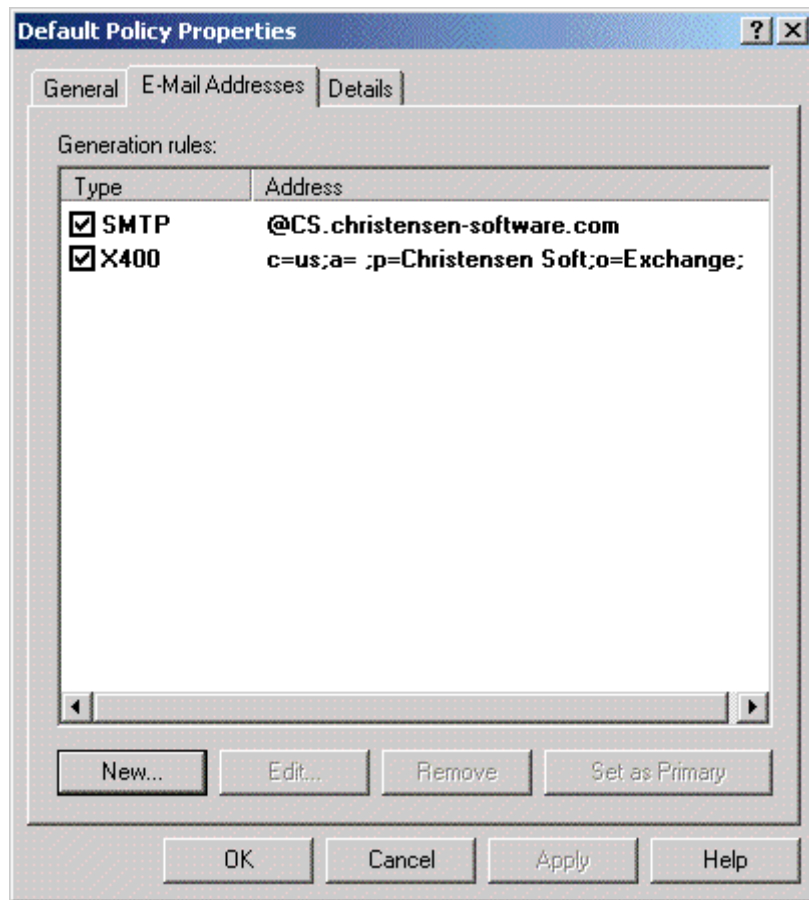 Default Policy Properties
General E-Mail Addresses Details
Generation rules:
Type Address
SMTP @CS.christensen-software.com
X400 c=us;a= ;p=Christensen Soft;o=Exchange;
New... Edit... Remove Set as Primary
OK Cancel Apply Help